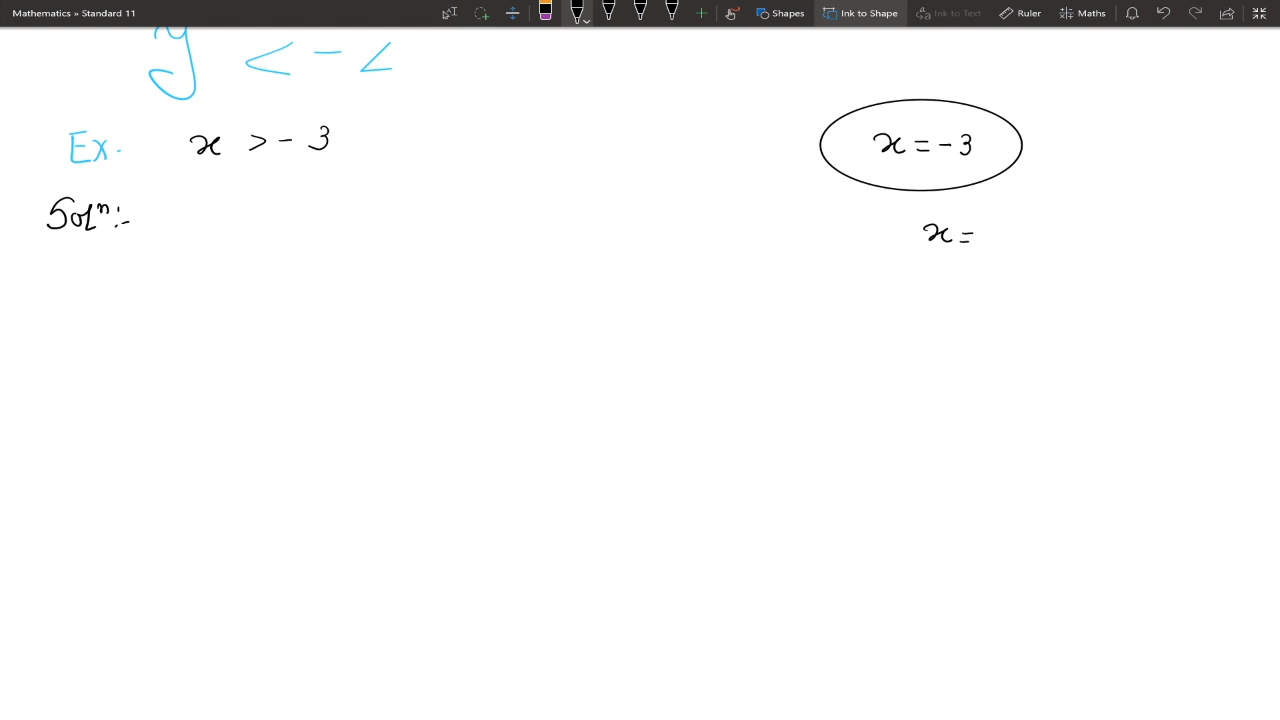 Mathematics » Standard 11
Shapes
Ink to Shape
Ink to Text
Ruler
Maths
y < -2
Ex. x > - 3
x = - 3
Solⁿ :-
x =